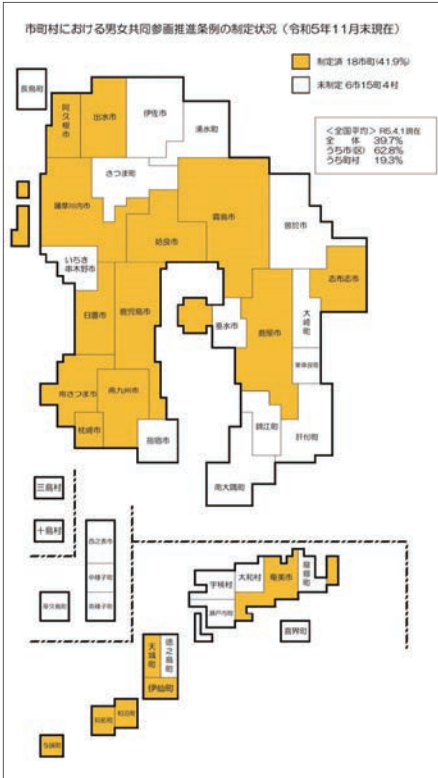 市町村における男女共同参画推進条例の制定状況（令和5年11月末現在）
制定済 18市町(41.9%)
未制定 6市15町4村
＜全国平均＞ R5.4.1現在
全　体　39.7%
うち市(区)　62.8%
うち町村　19.3%
長島町
阿久根市
出水市
伊佐市
湧水町
さつま町
薩摩川内市
霧島市
姶良市
曽於市
いちき
串木野市
志布志市
鹿児島市
日置市
垂水市
鹿屋市
大崎町
東串良町
南さつま市
南九州市
枕崎市
指宿市
錦江町
肝付町
南大隅町
三島村
十島村
西之表市
中種子町
南種子町
屋久島町
宇検村
大和村
奄美市
龍郷町
瀬戸内町
喜界町
天城町
徳之島町
伊仙町
和泊町
知名町
与論町